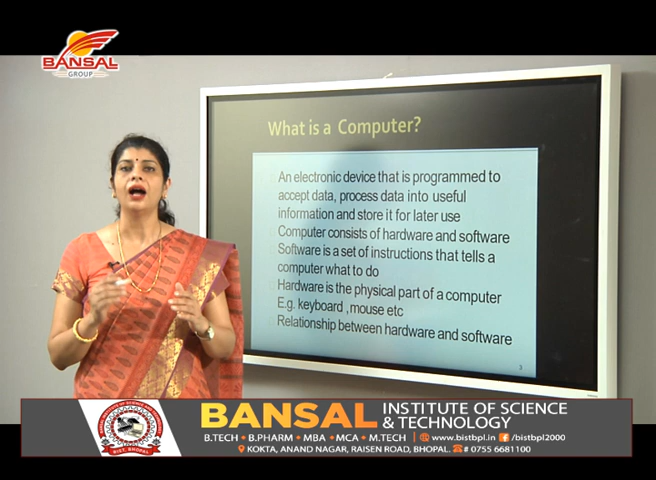 BANSAL
GROUP
What is a Computer?
An electronic device that is programmed to
accept data, process data into useful
information and store it for later use
Computer consists of hardware and software
Software is a set of instructions that tells a
computer what to do
Hardware is the physical part of a computer
E.g. keyboard ,mouse etc
Relationship between hardware and software
3
BANSAL INSTITUTE OF SCIENCE
& TECHNOLOGY
B.TECH • B.PHARM • MBA • MCA • M.TECH | www.bistbpl.in /bistbpl2000
KOKTA, ANAND NAGAR, RAISEN ROAD, BHOPAL. # 0755 6681100
BIST, BHOPAL